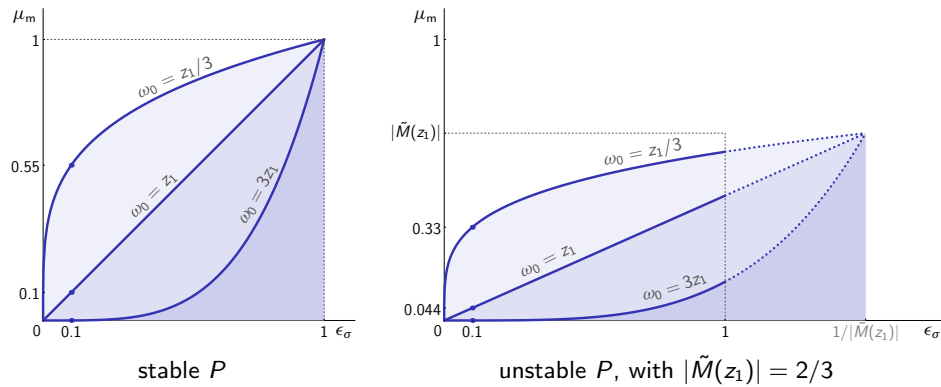 μₘ
1
ω₀ = z₁/3
0.55
ω₀ = z₁
ω₀ = 3z₁
0.1
0
0.1
1
ϵ_σ
stable P
μₘ
1
|M̃(z₁)|
ω₀ = z₁/3
0.33
ω₀ = z₁
ω₀ = 3z₁
0.044
0
0.1
1
1/|M̃(z₁)|
ϵ_σ
unstable P, with |M̃(z₁)| = 2/3